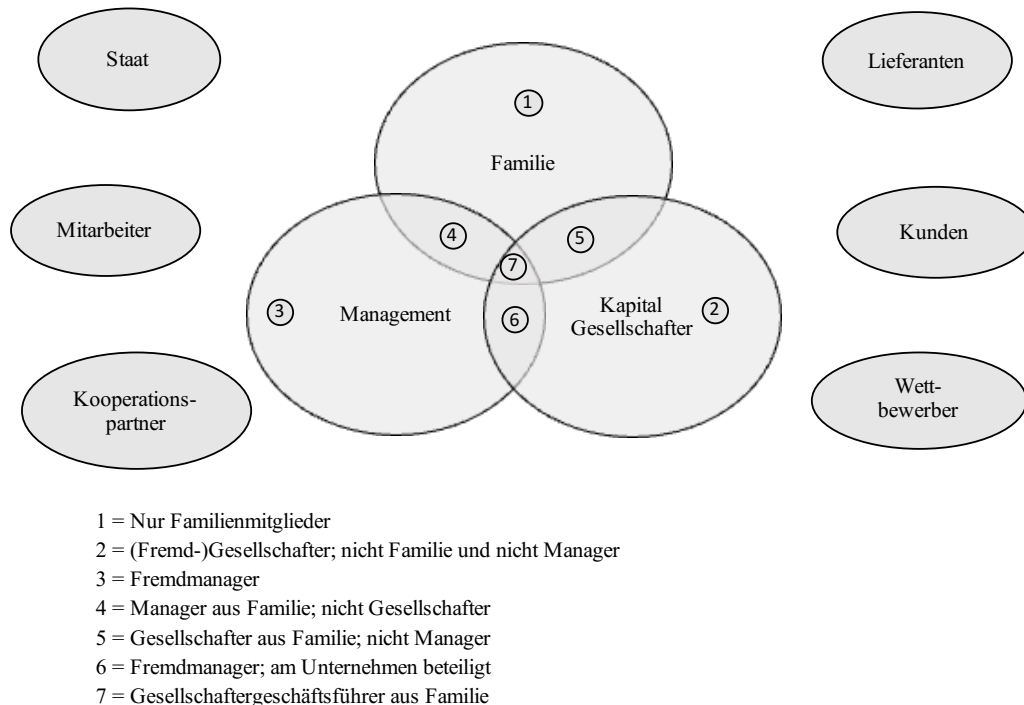 Staat
Lieferanten
1
Familie
Mitarbeiter
Kunden
4
5
7
3
Management
6
Kapital
Gesellschafter
2
Kooperations-
partner
Wett-
bewerber
1 = Nur Familienmitglieder
2 = (Fremd-)Gesellschafter; nicht Familie und nicht Manager
3 = Fremdmanager
4 = Manager aus Familie; nicht Gesellschafter
5 = Gesellschafter aus Familie; nicht Manager
6 = Fremdmanager; am Unternehmen beteiligt
7 = Gesellschaftergeschäftsführer aus Familie